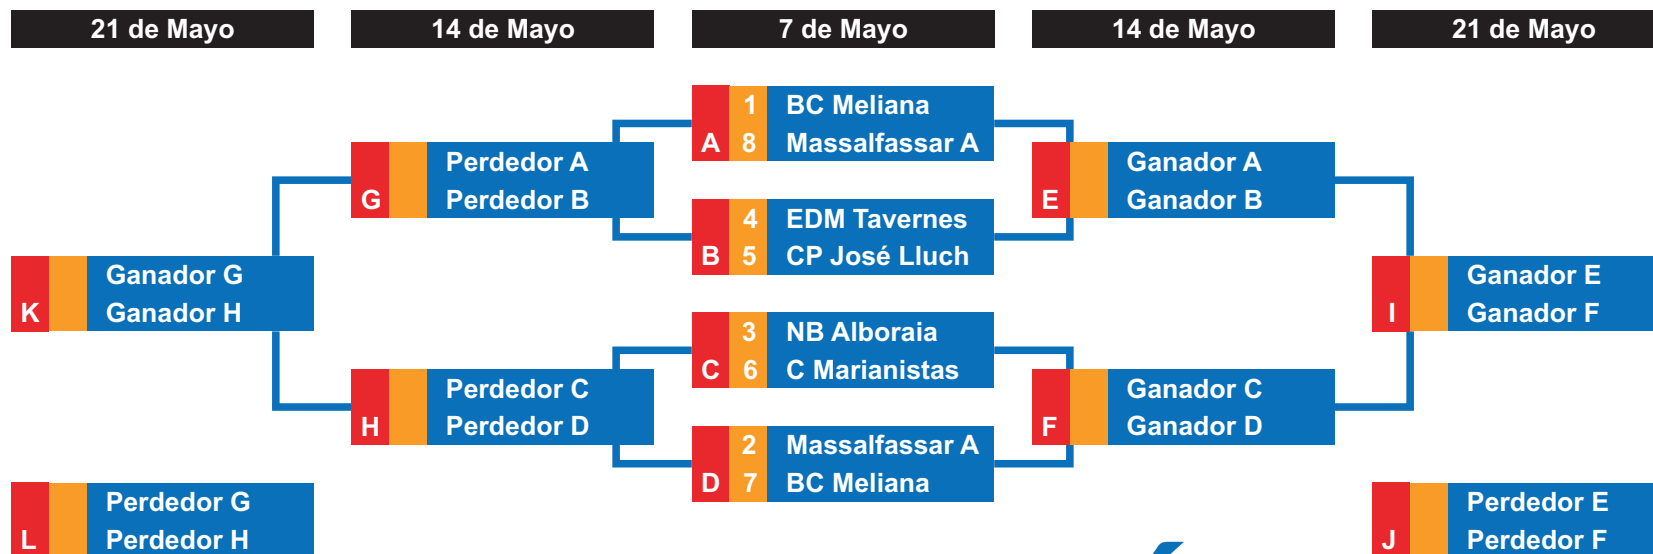 21 de Mayo
14 de Mayo
7 de Mayo
14 de Mayo
21 de Mayo
1 BC Meliana
A 8 Massalfassar A
Perdedor A
G Perdedor B
Ganador A
E Ganador B
4 EDM Tavernes
B 5 CP José Lluch
Ganador G
K Ganador H
Ganador E
I Ganador F
3 NB Alboraia
C 6 C Marianistas
Perdedor C
H Perdedor D
Ganador C
F Ganador D
2 Massalfassar A
D 7 BC Meliana
Perdedor G
L Perdedor H
Perdedor E
J Perdedor F